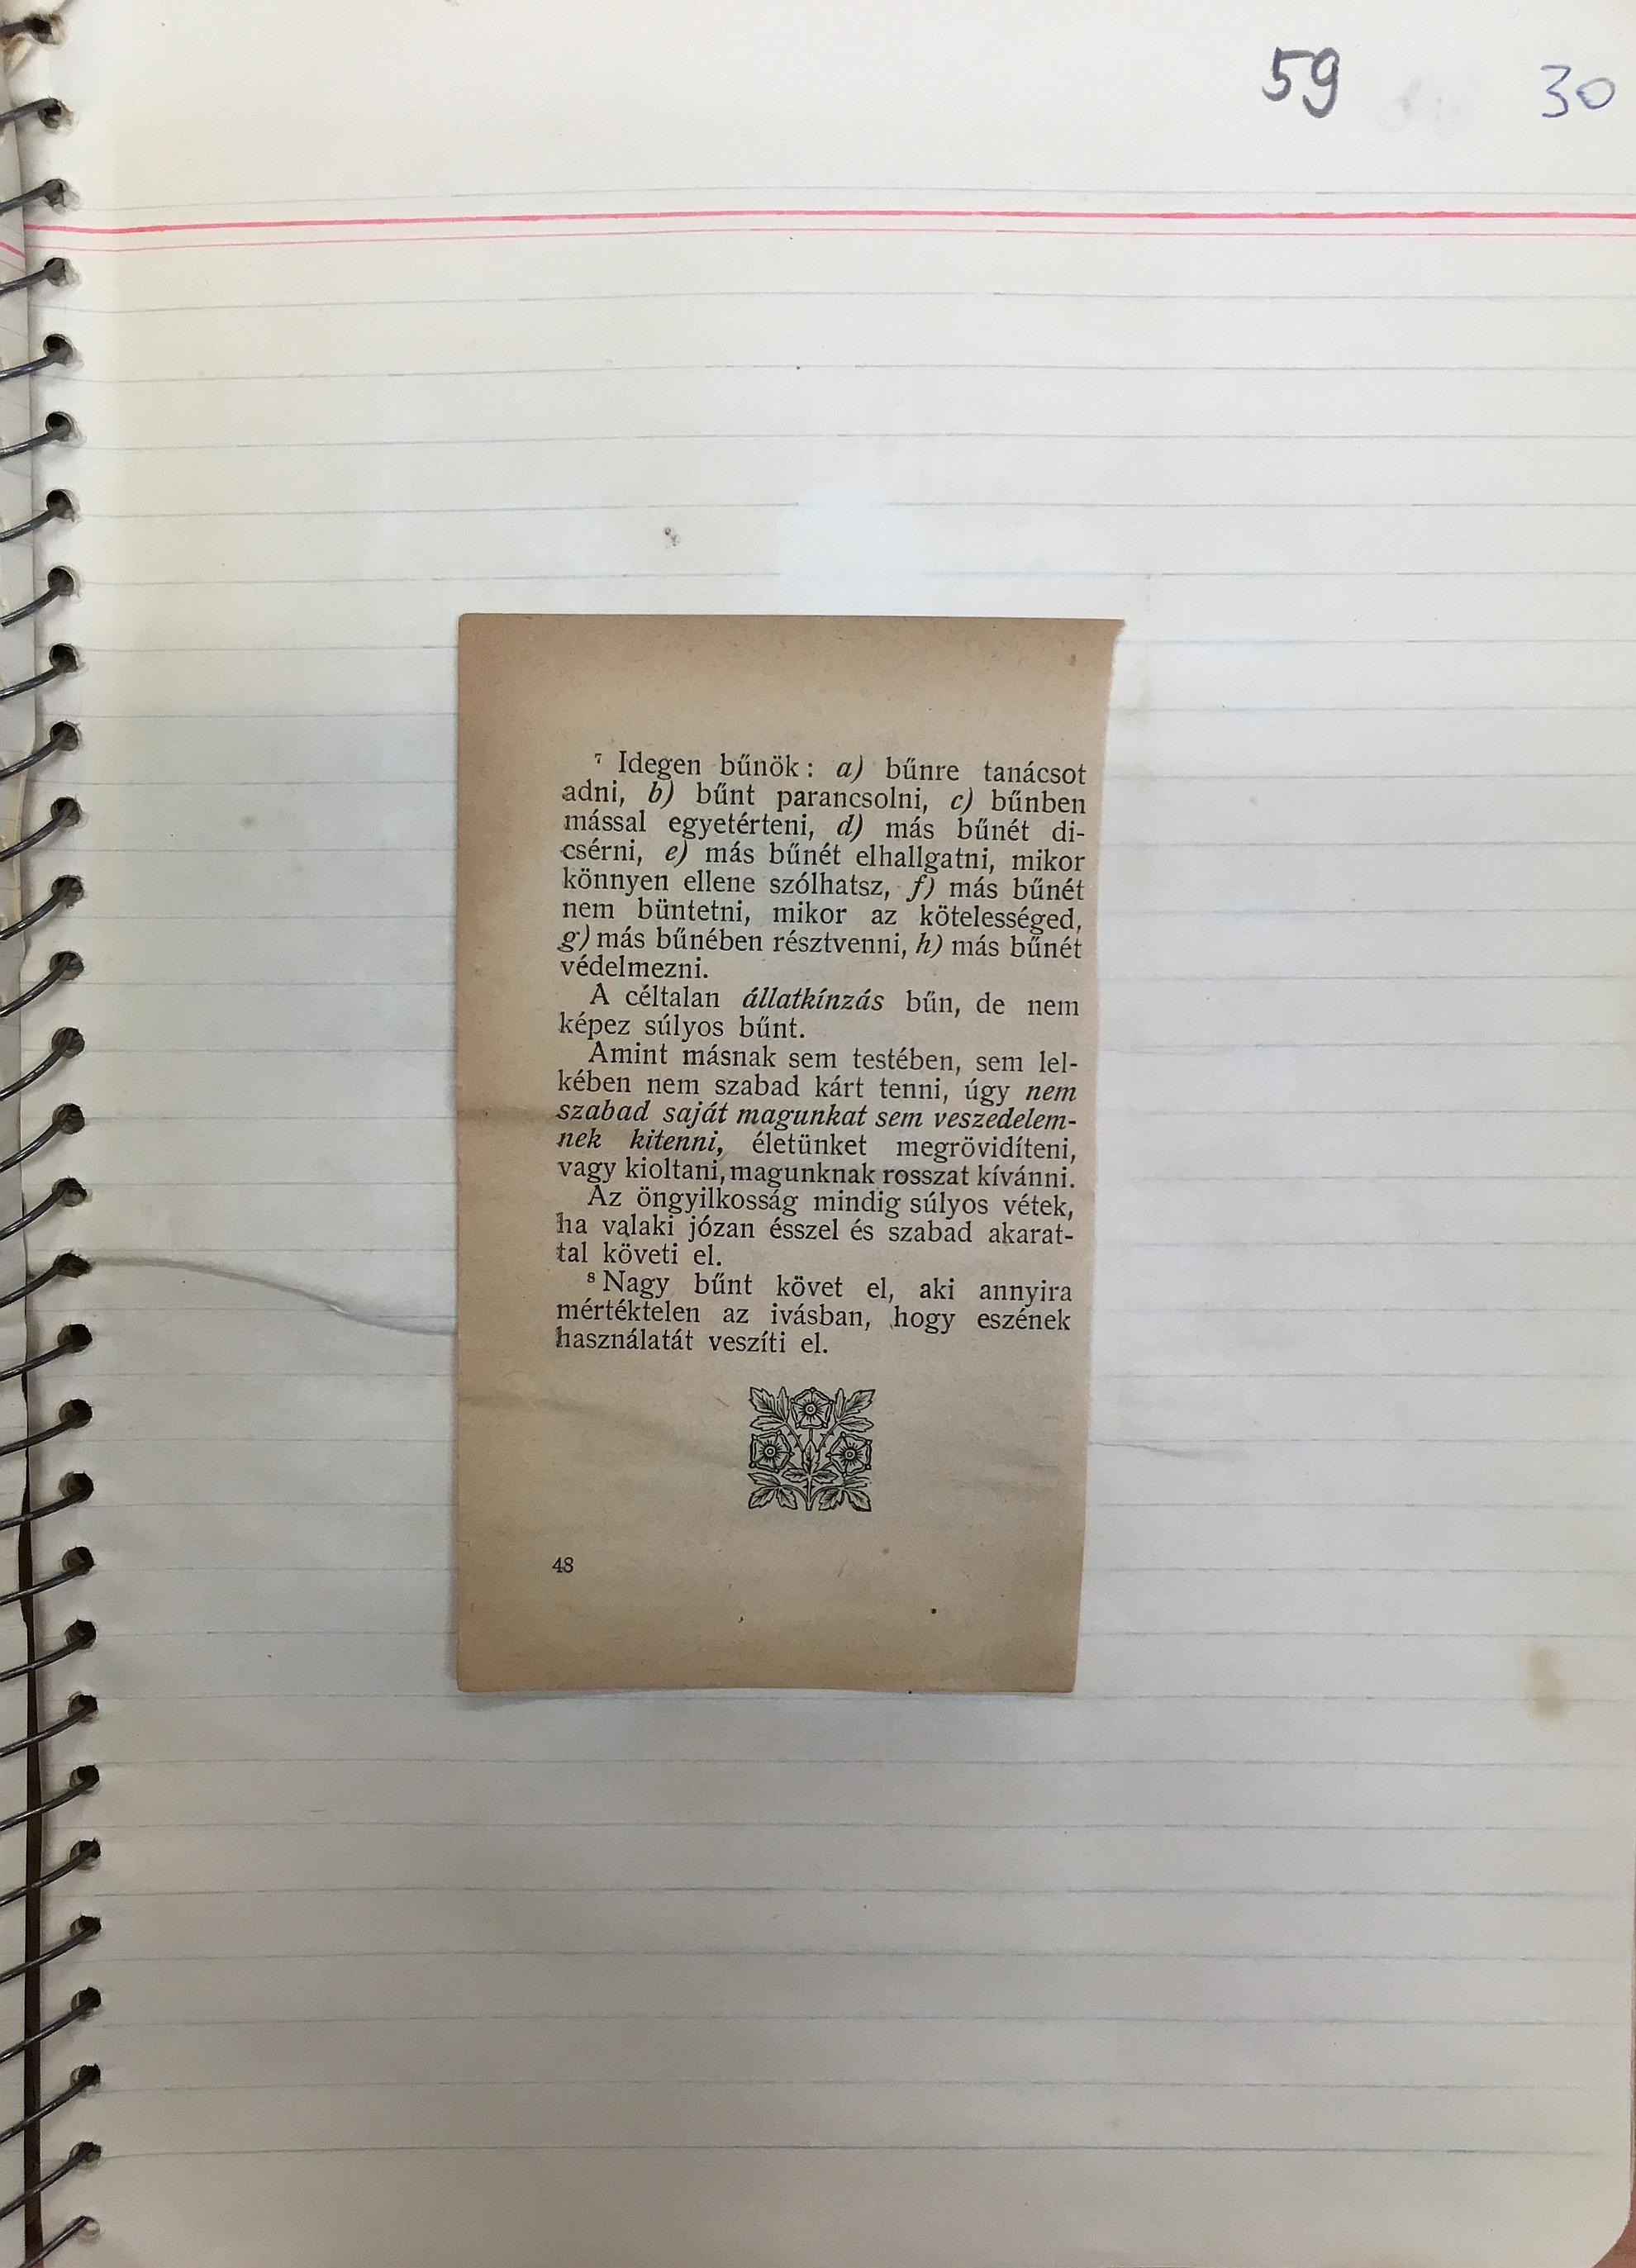 59 30
⁷ Idegen bűnök: a) bűnre tanácsot
adni, b) bűnt parancsolni, c) bűnben
mással egyetérteni, d) más bűnét di-
csérni, e) más bűnét elhallgatni, mikor
könnyen ellene szólhatsz, f) más bűnét
nem büntetni, mikor az kötelességed,
g) más bűnében résztvenni, h) más bűnét
védelmezni.
A céltalan állatkínzás bűn, de nem
képez súlyos bűnt.
Amint másnak sem testében, sem lel-
kében nem szabad kárt tenni, úgy nem
szabad saját magunkat sem veszedelem-
nek kitenni, életünket megrövidíteni,
vagy kioltani, magunknak rosszat kívánni.
Az öngyilkosság mindig súlyos vétek,
ha valaki józan ésszel és szabad akarat-
tal követi el.
⁸ Nagy bűnt követ el, aki annyira
mértéktelen az ivásban, hogy eszének
használatát veszíti el.
48